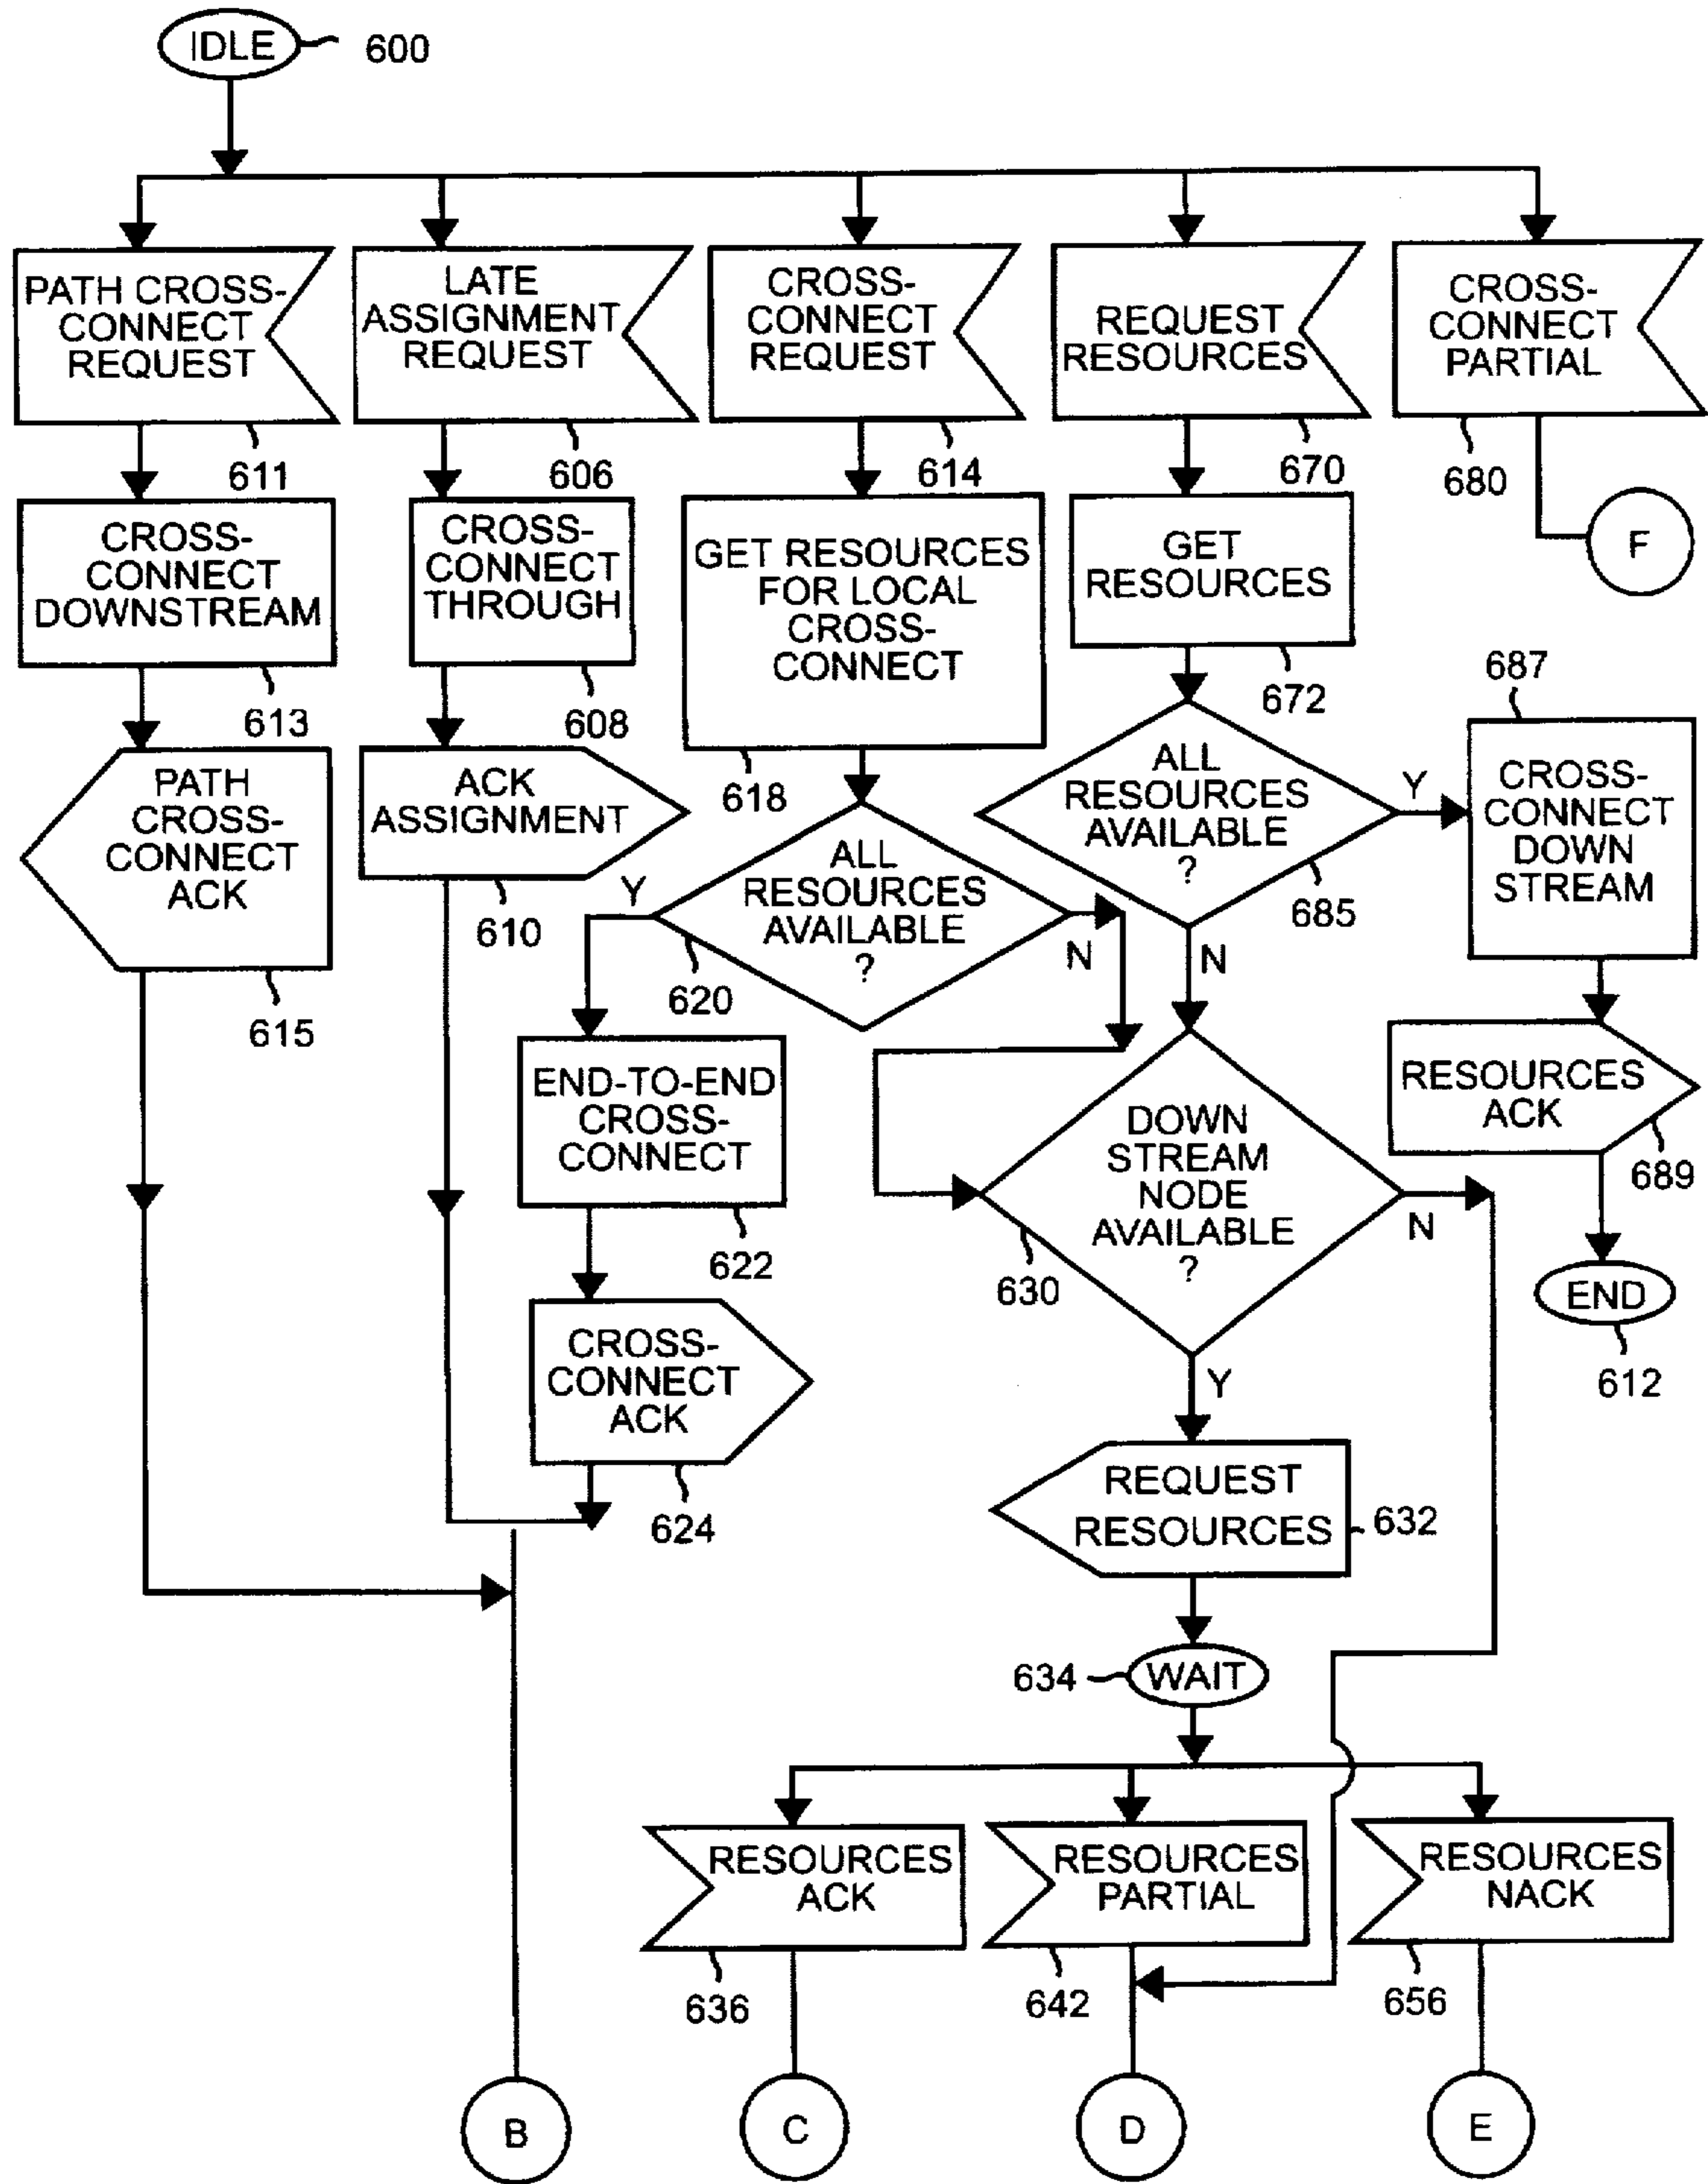 IDLE
600
PATH CROSS-
CONNECT
REQUEST
611
LATE
ASSIGNMENT
REQUEST
606
CROSS-
CONNECT
REQUEST
614
REQUEST
RESOURCES
670
CROSS-
CONNECT
PARTIAL
680
F
CROSS-
CONNECT
DOWNSTREAM
613
CROSS-
CONNECT
THROUGH
608
GET RESOURCES
FOR LOCAL
CROSS-
CONNECT
618
GET
RESOURCES
672
687
CROSS-
CONNECT
DOWN
STREAM
PATH
CROSS-
CONNECT
ACK
615
ACK
ASSIGNMENT
610
ALL
RESOURCES
AVAILABLE
?
620
Y
N
ALL
RESOURCES
AVAILABLE
?
685
Y
N
RESOURCES
ACK
689
END
612
END-TO-END
CROSS-
CONNECT
622
CROSS-
CONNECT
ACK
624
DOWN
STREAM
NODE
AVAILABLE
?
630
N
Y
REQUEST
RESOURCES
632
634
WAIT
RESOURCES
ACK
636
RESOURCES
PARTIAL
642
RESOURCES
NACK
656
B
C
D
E